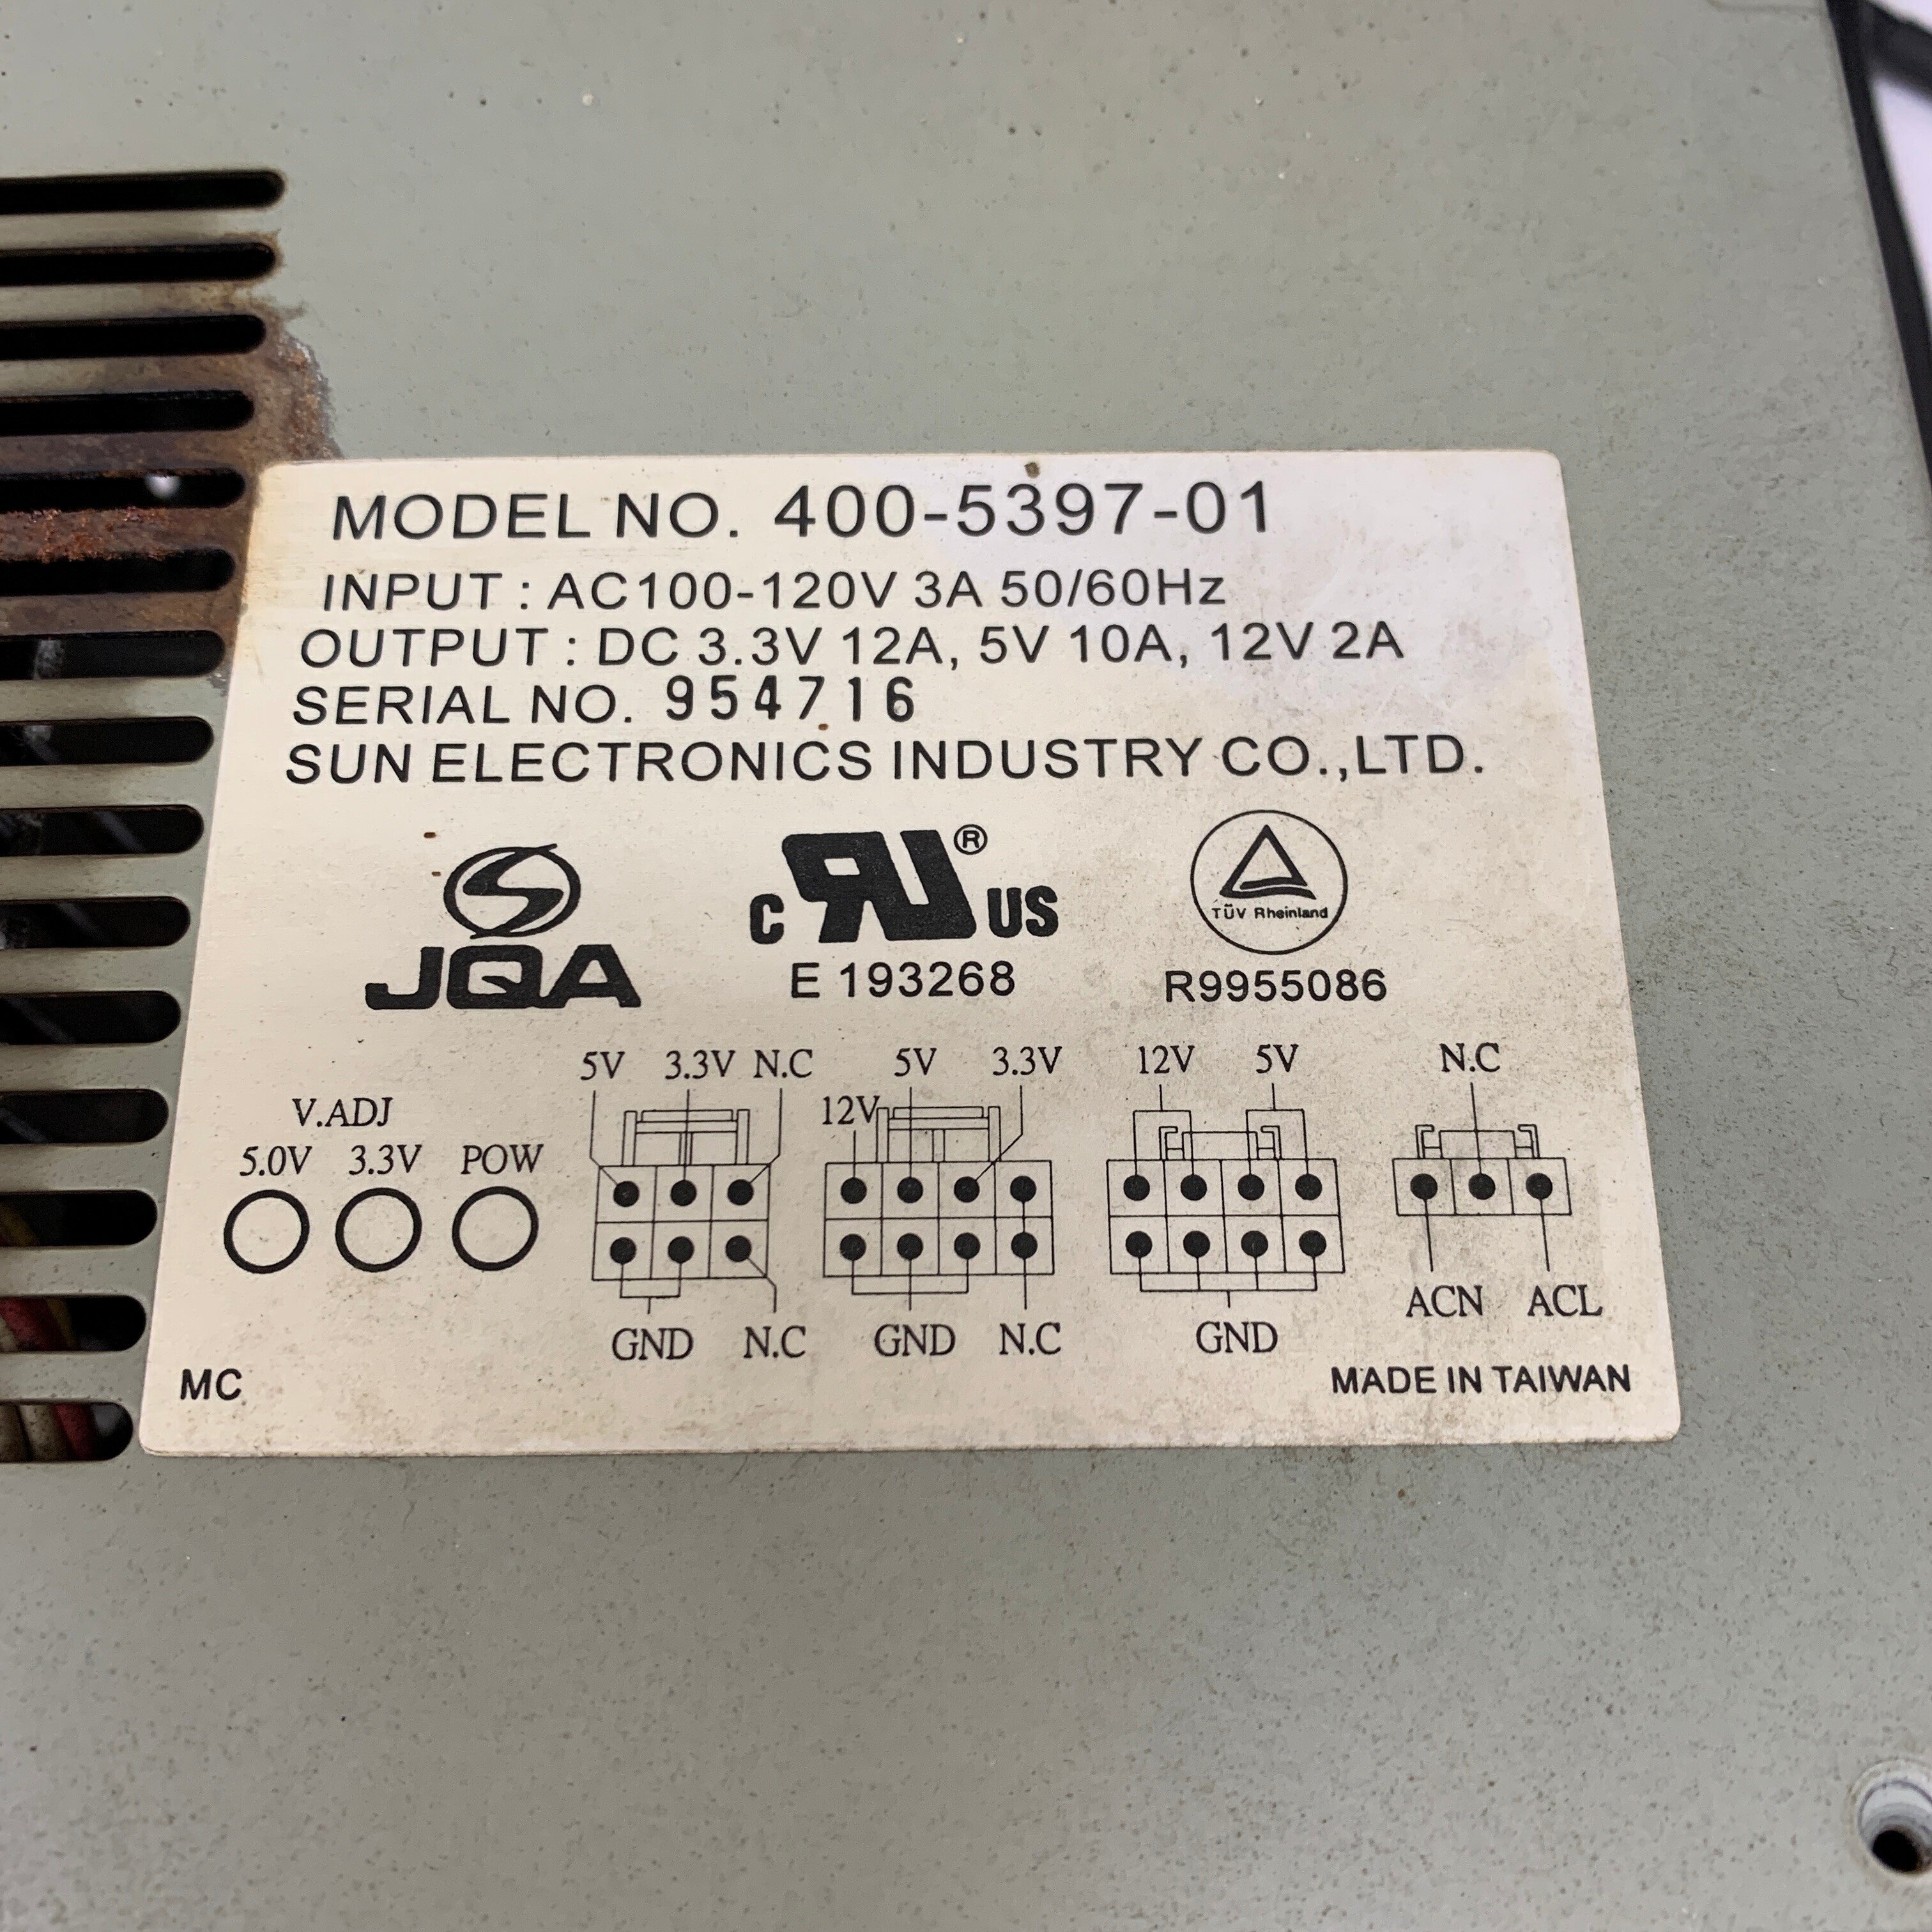 MODEL NO. 400-5397-01
INPUT : AC100-120V 3A 50/60Hz
OUTPUT : DC 3.3V 12A, 5V 10A, 12V 2A
SERIAL NO. 954716
SUN ELECTRONICS INDUSTRY CO.,LTD.
JQA
C RU ® US
E 193268
TÜV Rheinland
R9955086
V.ADJ
5.0V 3.3V POW
5V 3.3V N.C
GND N.C
12V 5V 3.3V
GND N.C
12V 5V
GND
N.C
ACN ACL
MC
MADE IN TAIWAN